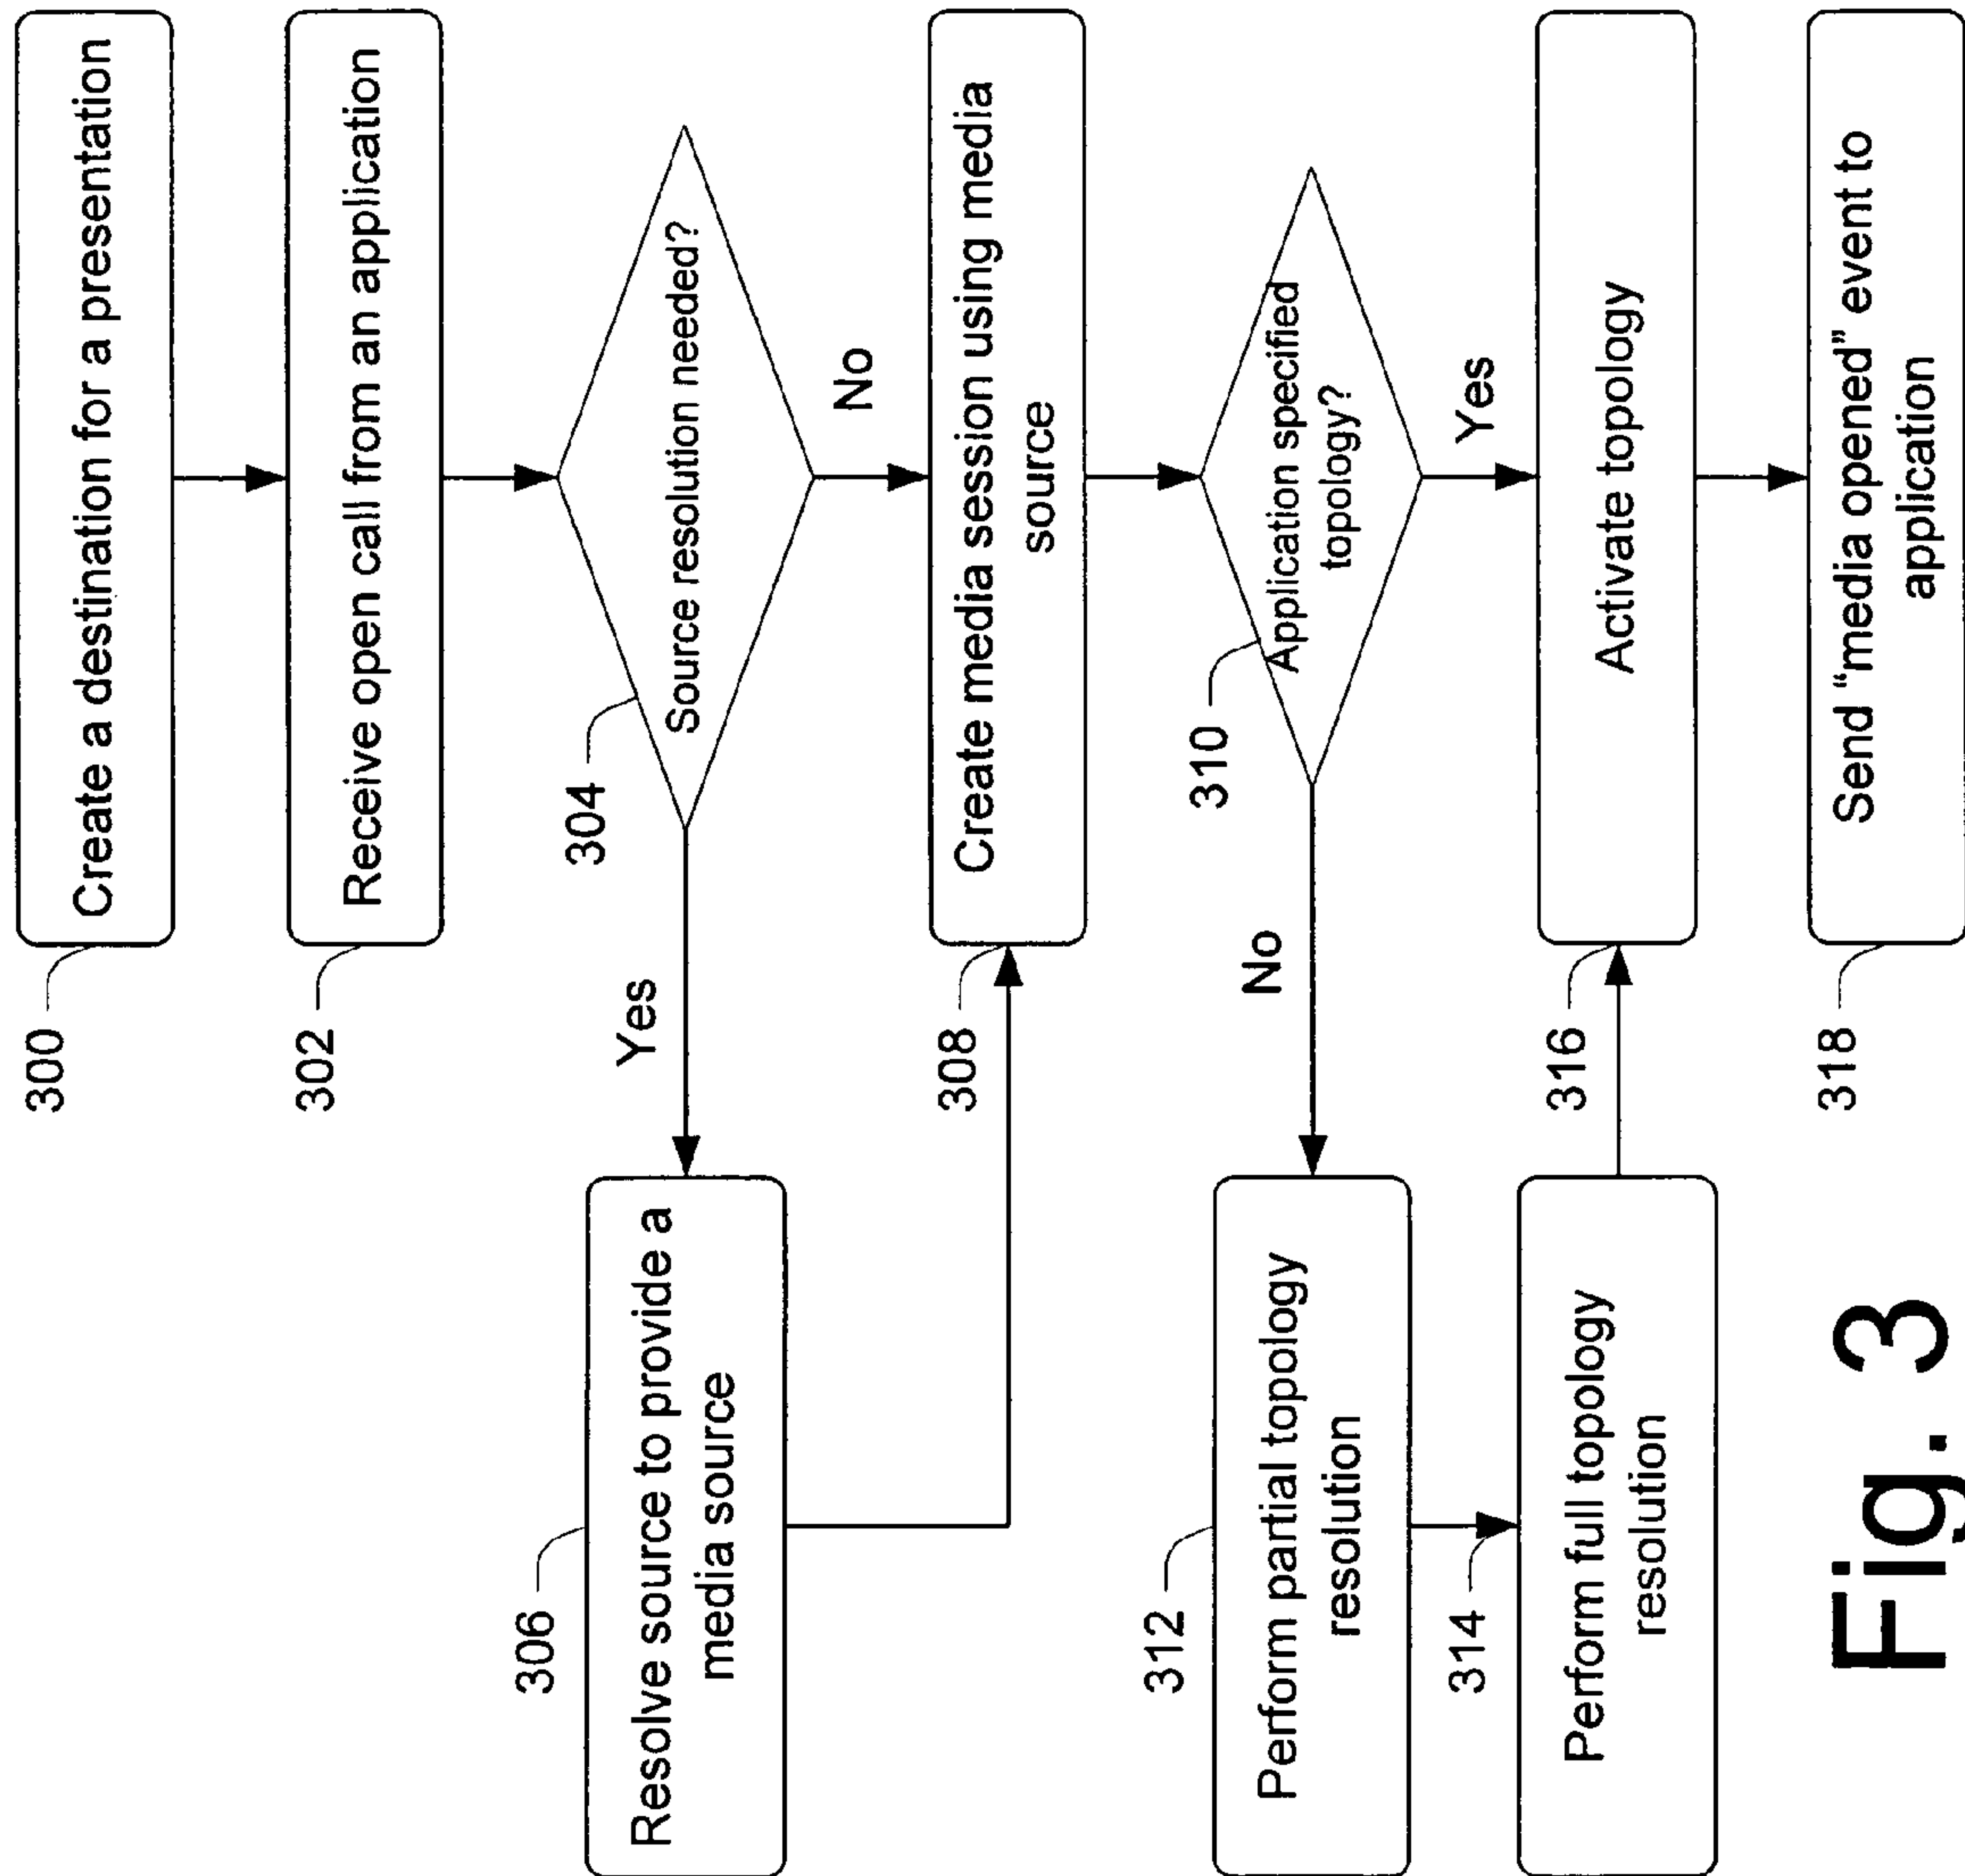 300
Create a destination for a presentation
302
Receive open call from an application
304
Source resolution needed?
Yes
No
306
Resolve source to provide a
media source
308
Create media session using media
source
310
Application specified
topology?
No
Yes
312
Perform partial topology
resolution
314
Perform full topology
resolution
316
Activate topology
318
Send “media opened” event to
application
Fig. 3